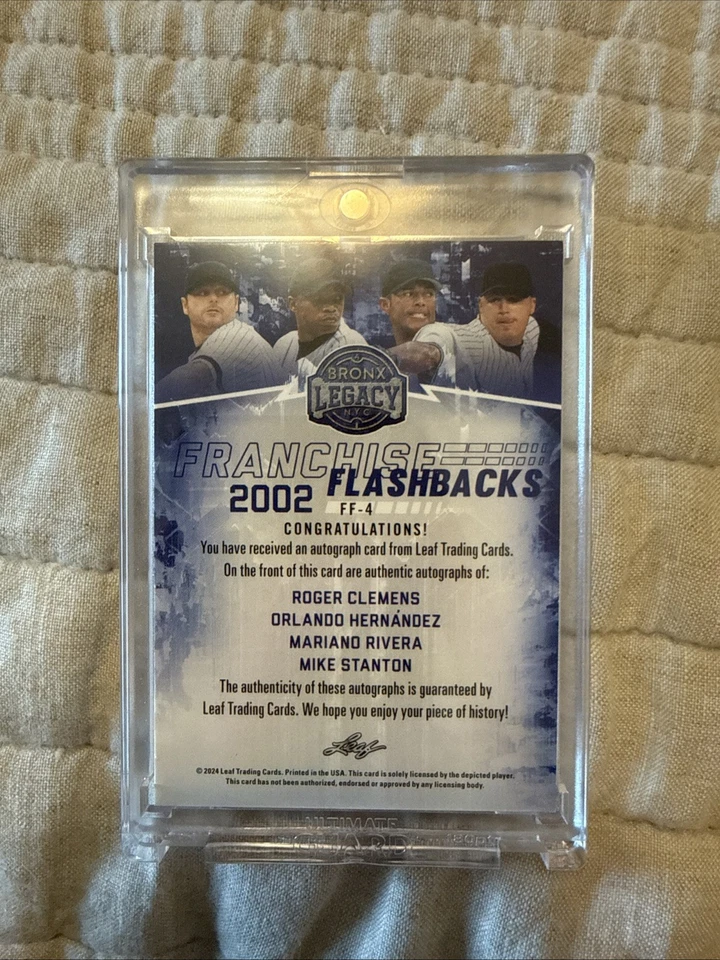 BRONX
LEGACY
N.Y.C
FRANCHISE
2002 FLASHBACKS
FF-4
CONGRATULATIONS!
You have received an autograph card from Leaf Trading Cards.
On the front of this card are authentic autographs of:
ROGER CLEMENS
ORLANDO HERNÁNDEZ
MARIANO RIVERA
MIKE STANTON
The authenticity of these autographs is guaranteed by
Leaf Trading Cards. We hope you enjoy your piece of history!
Leaf
© 2024 Leaf Trading Cards. Printed in the USA. This card is solely licensed by the depicted player.
This card has not been authorized, endorsed or approved by any licensing body.
ULTIMATE
GUARD